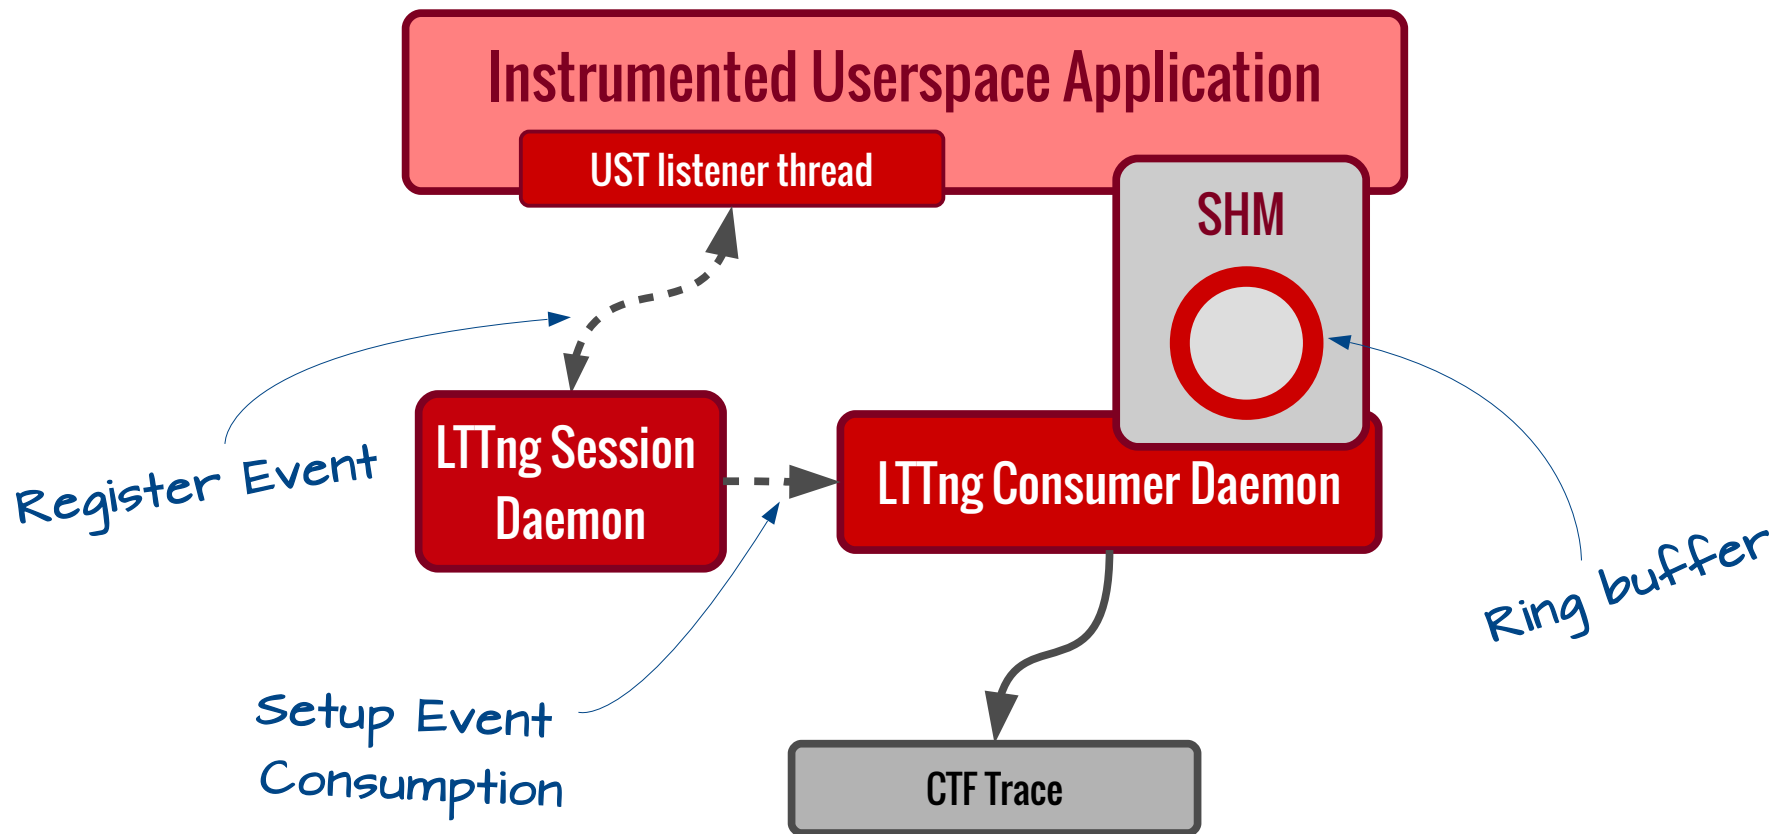 Instrumented Userspace Application
UST listener thread
SHM
LTTng Session
Daemon
LTTng Consumer Daemon
Register Event
Ring buffer
Setup Event
Consumption
CTF Trace